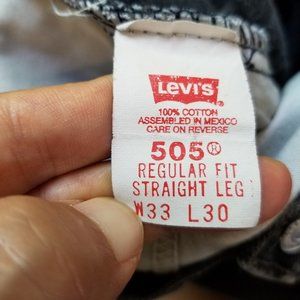 LEVI'S
100% COTTON
ASSEMBLED IN MEXICO
CARE ON REVERSE
505®
REGULAR FIT
STRAIGHT LEG
W33 L30